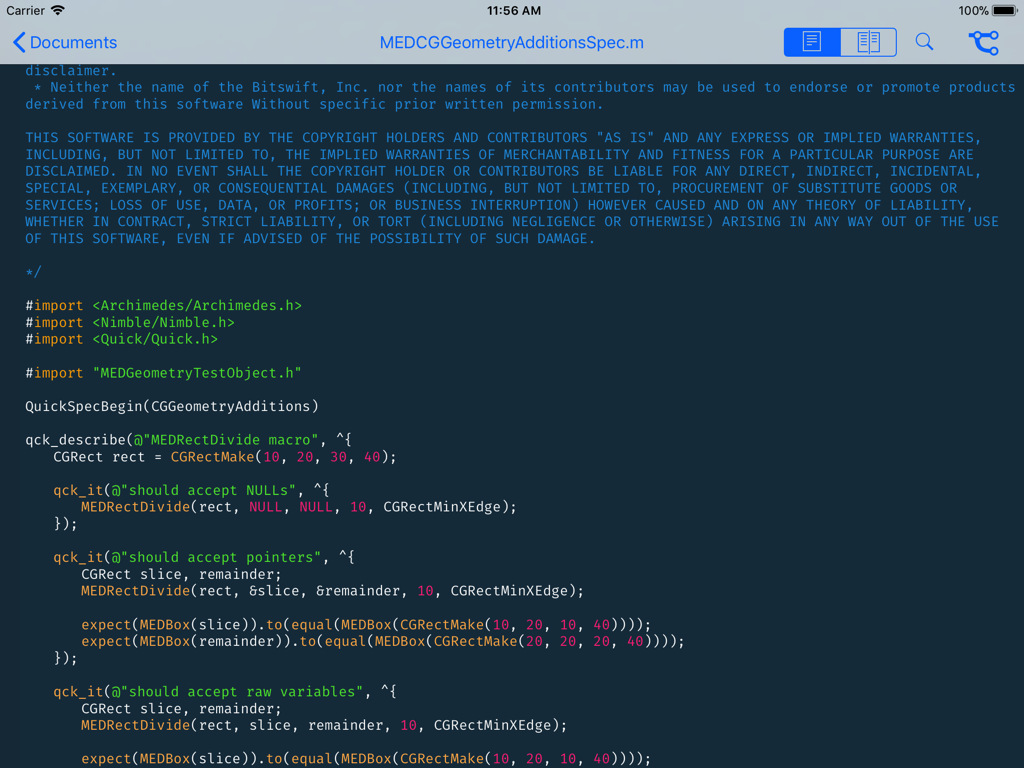 Carrier 11:56 AM 100%
Documents MEDCGGeometryAdditionsSpec.m
disclaimer.
 * Neither the name of the Bitswift, Inc. nor the names of its contributors may be used to endorse or promote products
derived from this software Without specific prior written permission.

THIS SOFTWARE IS PROVIDED BY THE COPYRIGHT HOLDERS AND CONTRIBUTORS "AS IS" AND ANY EXPRESS OR IMPLIED WARRANTIES,
INCLUDING, BUT NOT LIMITED TO, THE IMPLIED WARRANTIES OF MERCHANTABILITY AND FITNESS FOR A PARTICULAR PURPOSE ARE
DISCLAIMED. IN NO EVENT SHALL THE COPYRIGHT HOLDER OR CONTRIBUTORS BE LIABLE FOR ANY DIRECT, INDIRECT, INCIDENTAL,
SPECIAL, EXEMPLARY, OR CONSEQUENTIAL DAMAGES (INCLUDING, BUT NOT LIMITED TO, PROCUREMENT OF SUBSTITUTE GOODS OR
SERVICES; LOSS OF USE, DATA, OR PROFITS; OR BUSINESS INTERRUPTION) HOWEVER CAUSED AND ON ANY THEORY OF LIABILITY,
WHETHER IN CONTRACT, STRICT LIABILITY, OR TORT (INCLUDING NEGLIGENCE OR OTHERWISE) ARISING IN ANY WAY OUT OF THE USE
OF THIS SOFTWARE, EVEN IF ADVISED OF THE POSSIBILITY OF SUCH DAMAGE.

*/

#import <Archimedes/Archimedes.h>
#import <Nimble/Nimble.h>
#import <Quick/Quick.h>

#import "MEDGeometryTestObject.h"

QuickSpecBegin(CGGeometryAdditions)

qck_describe(@"MEDRectDivide macro", ^{
    CGRect rect = CGRectMake(10, 20, 30, 40);

    qck_it(@"should accept NULLs", ^{
        MEDRectDivide(rect, NULL, NULL, 10, CGRectMinXEdge);
    });

    qck_it(@"should accept pointers", ^{
        CGRect slice, remainder;
        MEDRectDivide(rect, &slice, &remainder, 10, CGRectMinXEdge);

        expect(MEDBox(slice)).to(equal(MEDBox(CGRectMake(10, 20, 10, 40))));
        expect(MEDBox(remainder)).to(equal(MEDBox(CGRectMake(20, 20, 20, 40))));
    });

    qck_it(@"should accept raw variables", ^{
        CGRect slice, remainder;
        MEDRectDivide(rect, slice, remainder, 10, CGRectMinXEdge);

        expect(MEDBox(slice)).to(equal(MEDBox(CGRectMake(10, 20, 10, 40))));